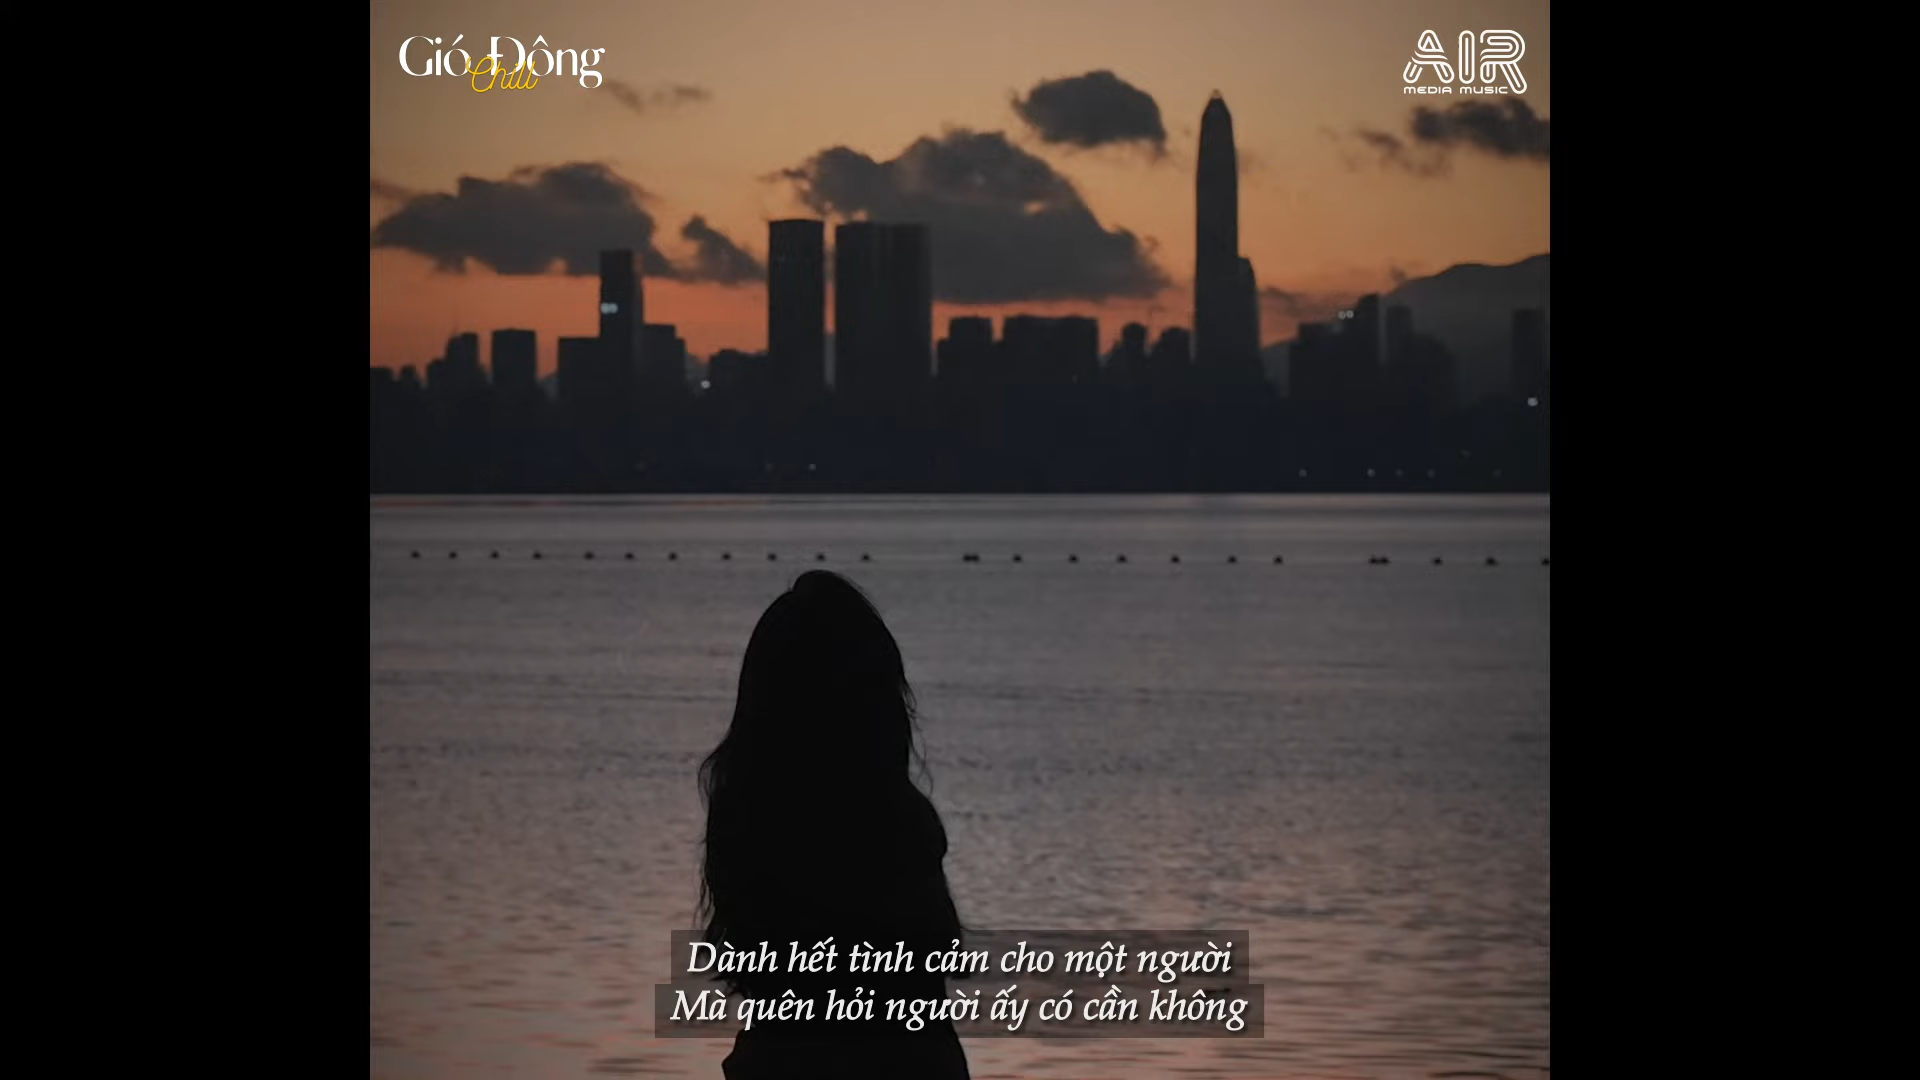 Gió Đông
Chill
AIR
MEDIA MUSIC
Dành hết tình cảm cho một người
Mà quên hỏi người ấy có cần không